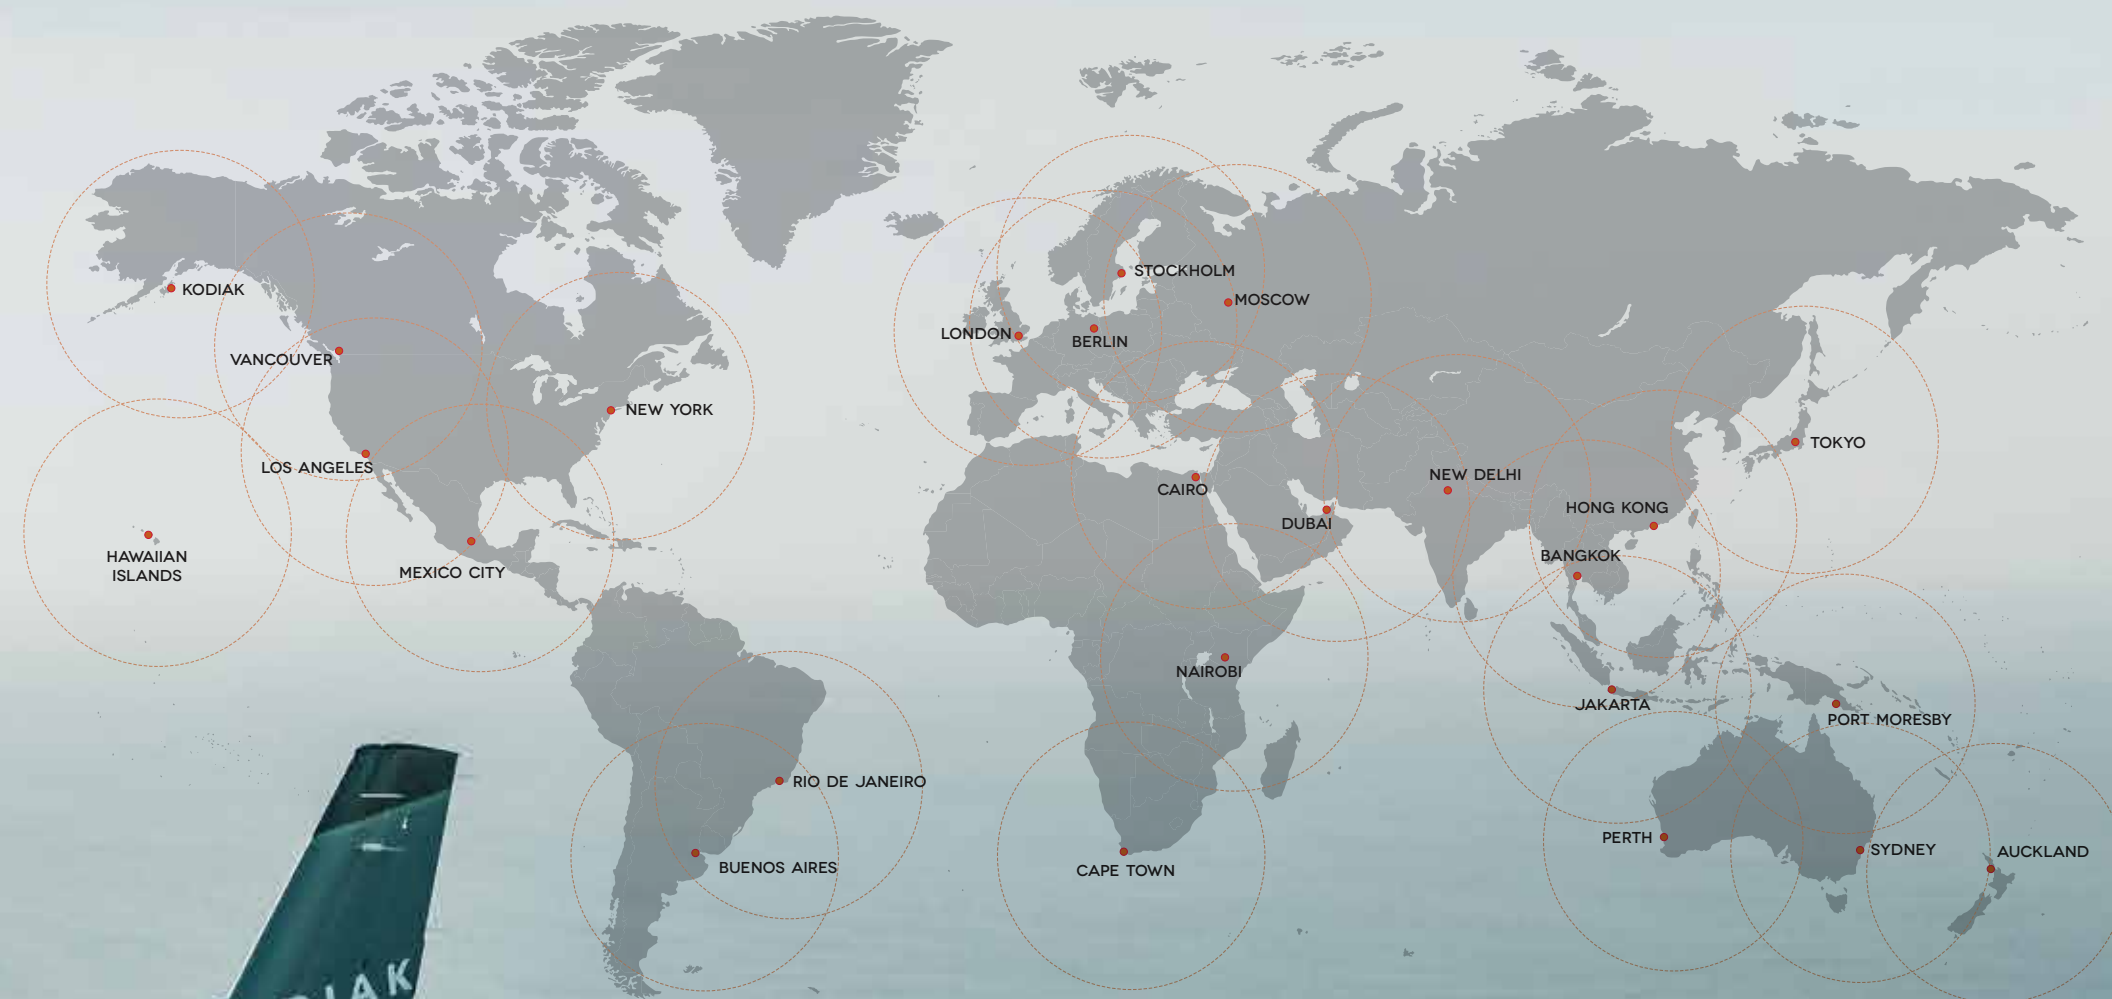 STOCKHOLM
KODIAK
MOSCOW
LONDON
BERLIN
VANCOUVER
NEW YORK
TOKYO
LOS ANGELES
NEW DELHI
CAIRO
HONG KONG
DUBAI
BANGKOK
HAWAIIAN
ISLANDS
MEXICO CITY
NAIROBI
JAKARTA
PORT MORESBY
RIO DE JANEIRO
PERTH
SYDNEY
AUCKLAND
BUENOS AIRES
CAPE TOWN
DIAK